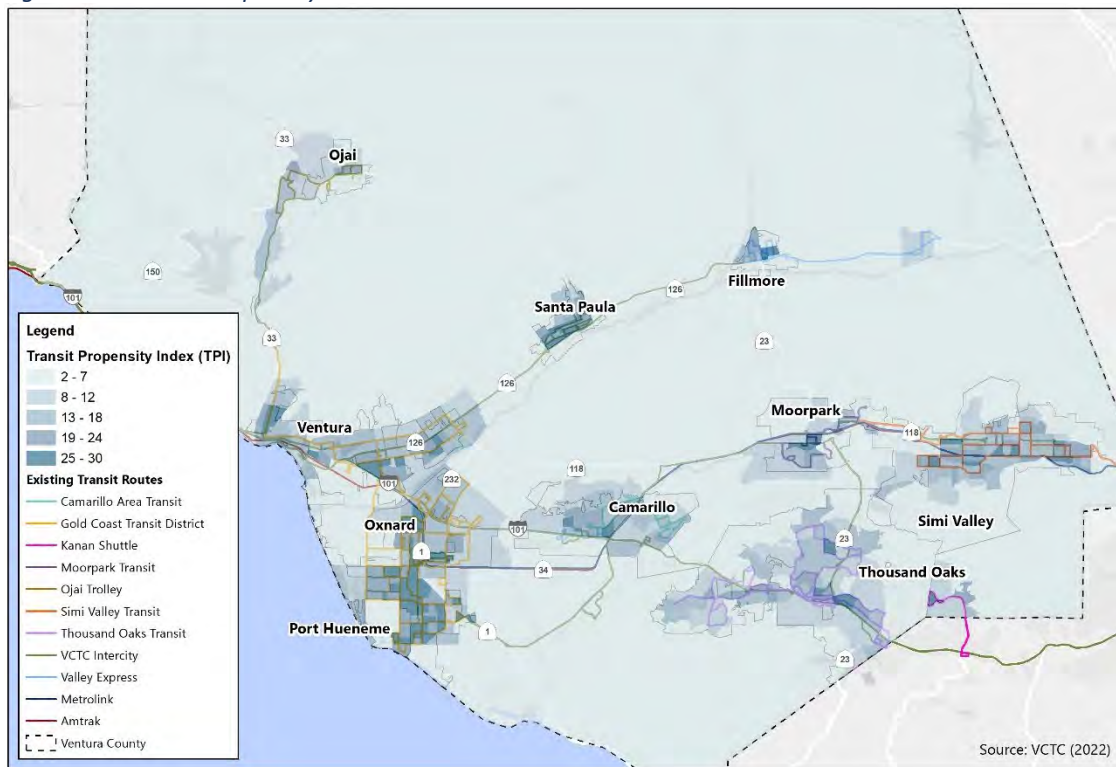 33
Ojai
150
101
Fillmore
126
Santa Paula
23
33
126
Moorpark
Ventura
118
126
118
232
101
Camarillo
Oxnard
101
Simi Valley
1
23
34
Thousand Oaks
Port Hueneme
1
23
Legend
Transit Propensity Index (TPI)
2 - 7
8 - 12
13 - 18
19 - 24
25 - 30
Existing Transit Routes
Camarillo Area Transit
Gold Coast Transit District
Kanan Shuttle
Moorpark Transit
Ojai Trolley
Simi Valley Transit
Thousand Oaks Transit
VCTC Intercity
Valley Express
Metrolink
Amtrak
Ventura County
Source: VCTC (2022)